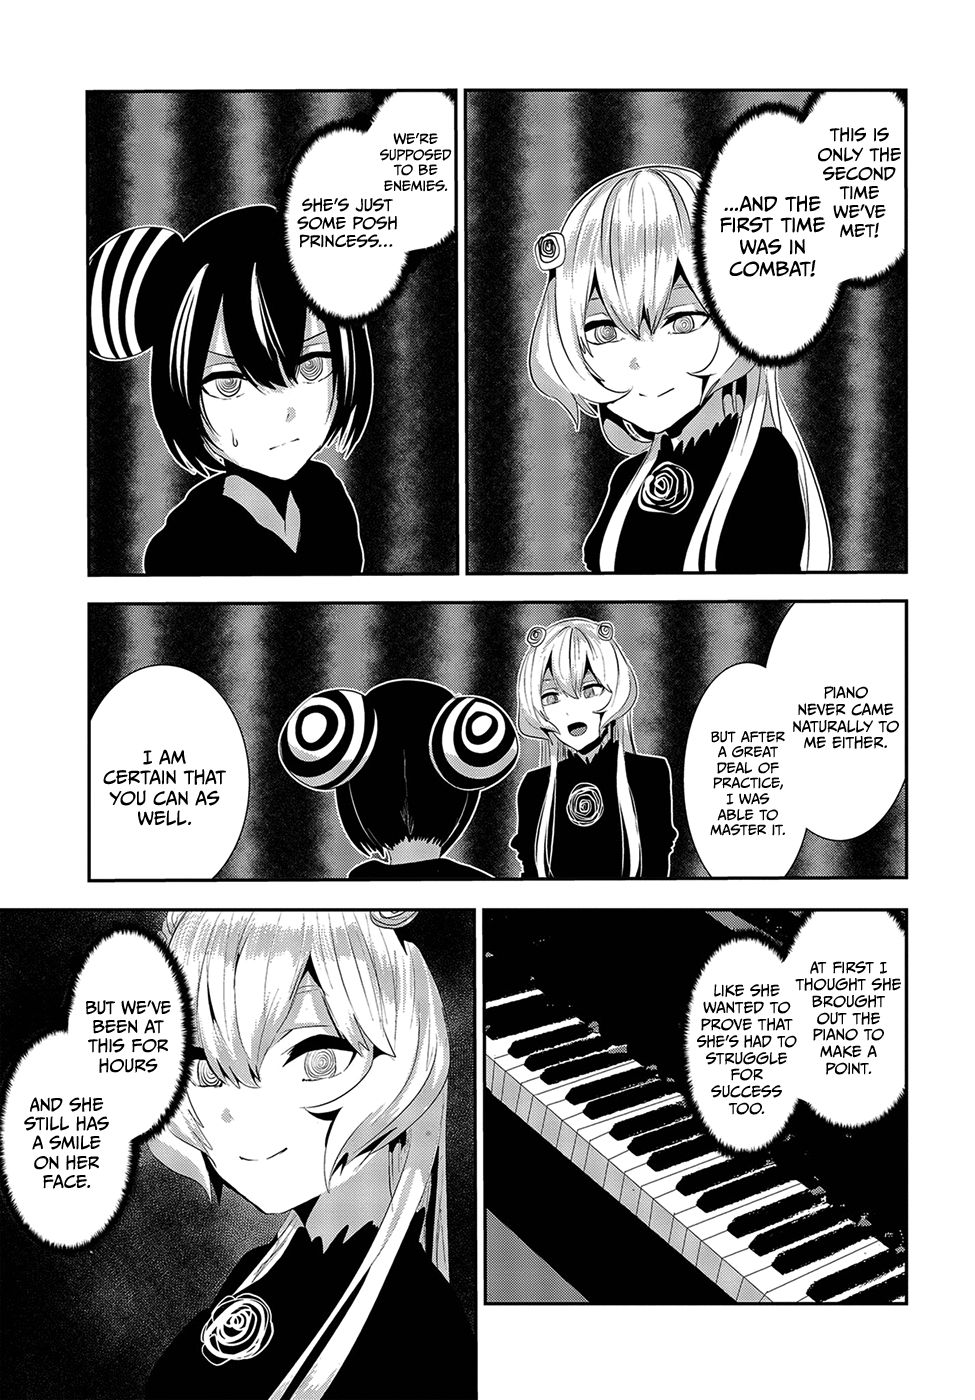 THIS IS
ONLY THE
SECOND
TIME
WE'VE
MET!
...AND THE
FIRST TIME
WAS IN
COMBAT!
WE'RE
SUPPOSED
TO BE
ENEMIES.
SHE'S JUST
SOME POSH
PRINCESS...
PIANO
NEVER CAME
NATURALLY TO
ME EITHER.
BUT AFTER
A GREAT
DEAL OF
PRACTICE,
I WAS
ABLE TO
MASTER IT.
I AM
CERTAIN THAT
YOU CAN AS
WELL.
AT FIRST I
THOUGHT SHE
BROUGHT
OUT THE
PIANO TO
MAKE A
POINT.
LIKE SHE
WANTED TO
PROVE THAT
SHE'S HAD TO
STRUGGLE
FOR
SUCCESS
TOO.
BUT WE'VE
BEEN AT
THIS FOR
HOURS
AND SHE
STILL HAS
A SMILE
ON HER
FACE.